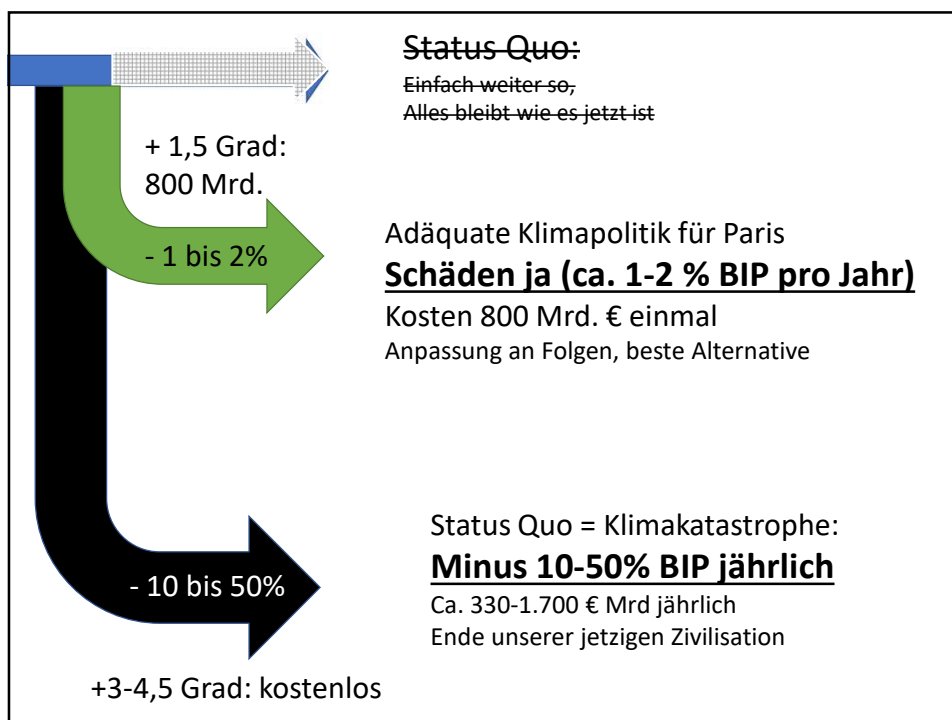 Status Quo:
Einfach weiter so,
Alles bleibt wie es jetzt ist
+ 1,5 Grad:
800 Mrd.
- 1 bis 2%
Adäquate Klimapolitik für Paris
Schäden ja (ca. 1-2 % BIP pro Jahr)
Kosten 800 Mrd. € einmal
Anpassung an Folgen, beste Alternative
- 10 bis 50%
Status Quo = Klimakatastrophe:
Minus 10-50% BIP jährlich
Ca. 330-1.700 € Mrd jährlich
Ende unserer jetzigen Zivilisation
+3-4,5 Grad: kostenlos